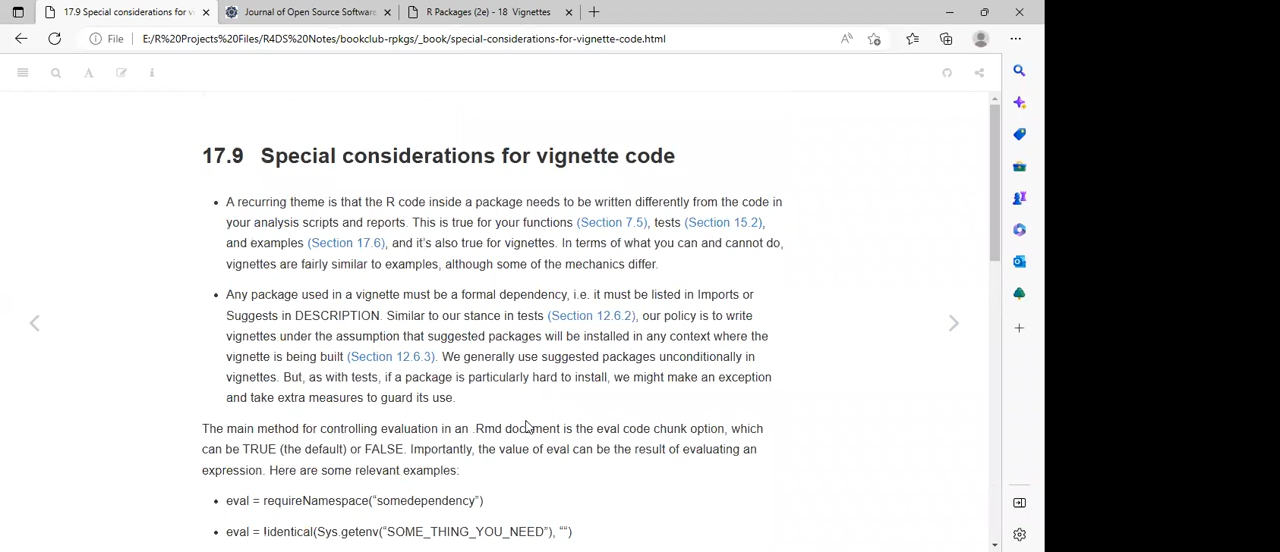 17.9 Special considerations for v
Journal of Open Source Software
R Packages (2e) - 18 Vignettes
File
E:/R%20Projects%20Files/R4DS%20Notes/bookclub-rpkgs/_book/special-considerations-for-vignette-code.html
17.9 Special considerations for vignette code
A recurring theme is that the R code inside a package needs to be written differently from the code in
your analysis scripts and reports. This is true for your functions (Section 7.5), tests (Section 15.2),
and examples (Section 17.6), and it's also true for vignettes. In terms of what you can and cannot do,
vignettes are fairly similar to examples, although some of the mechanics differ.
Any package used in a vignette must be a formal dependency, i.e. it must be listed in Imports or
Suggests in DESCRIPTION. Similar to our stance in tests (Section 12.6.2), our policy is to write
vignettes under the assumption that suggested packages will be installed in any context where the
vignette is being built (Section 12.6.3). We generally use suggested packages unconditionally in
vignettes. But, as with tests, if a package is particularly hard to install, we might make an exception
and take extra measures to guard its use.
The main method for controlling evaluation in an .Rmd document is the eval code chunk option, which
can be TRUE (the default) or FALSE. Importantly, the value of eval can be the result of evaluating an
expression. Here are some relevant examples:
eval = requireNamespace(“somedependency”)
eval = !identical(Sys.getenv(“SOME_THING_YOU_NEED”), ““)